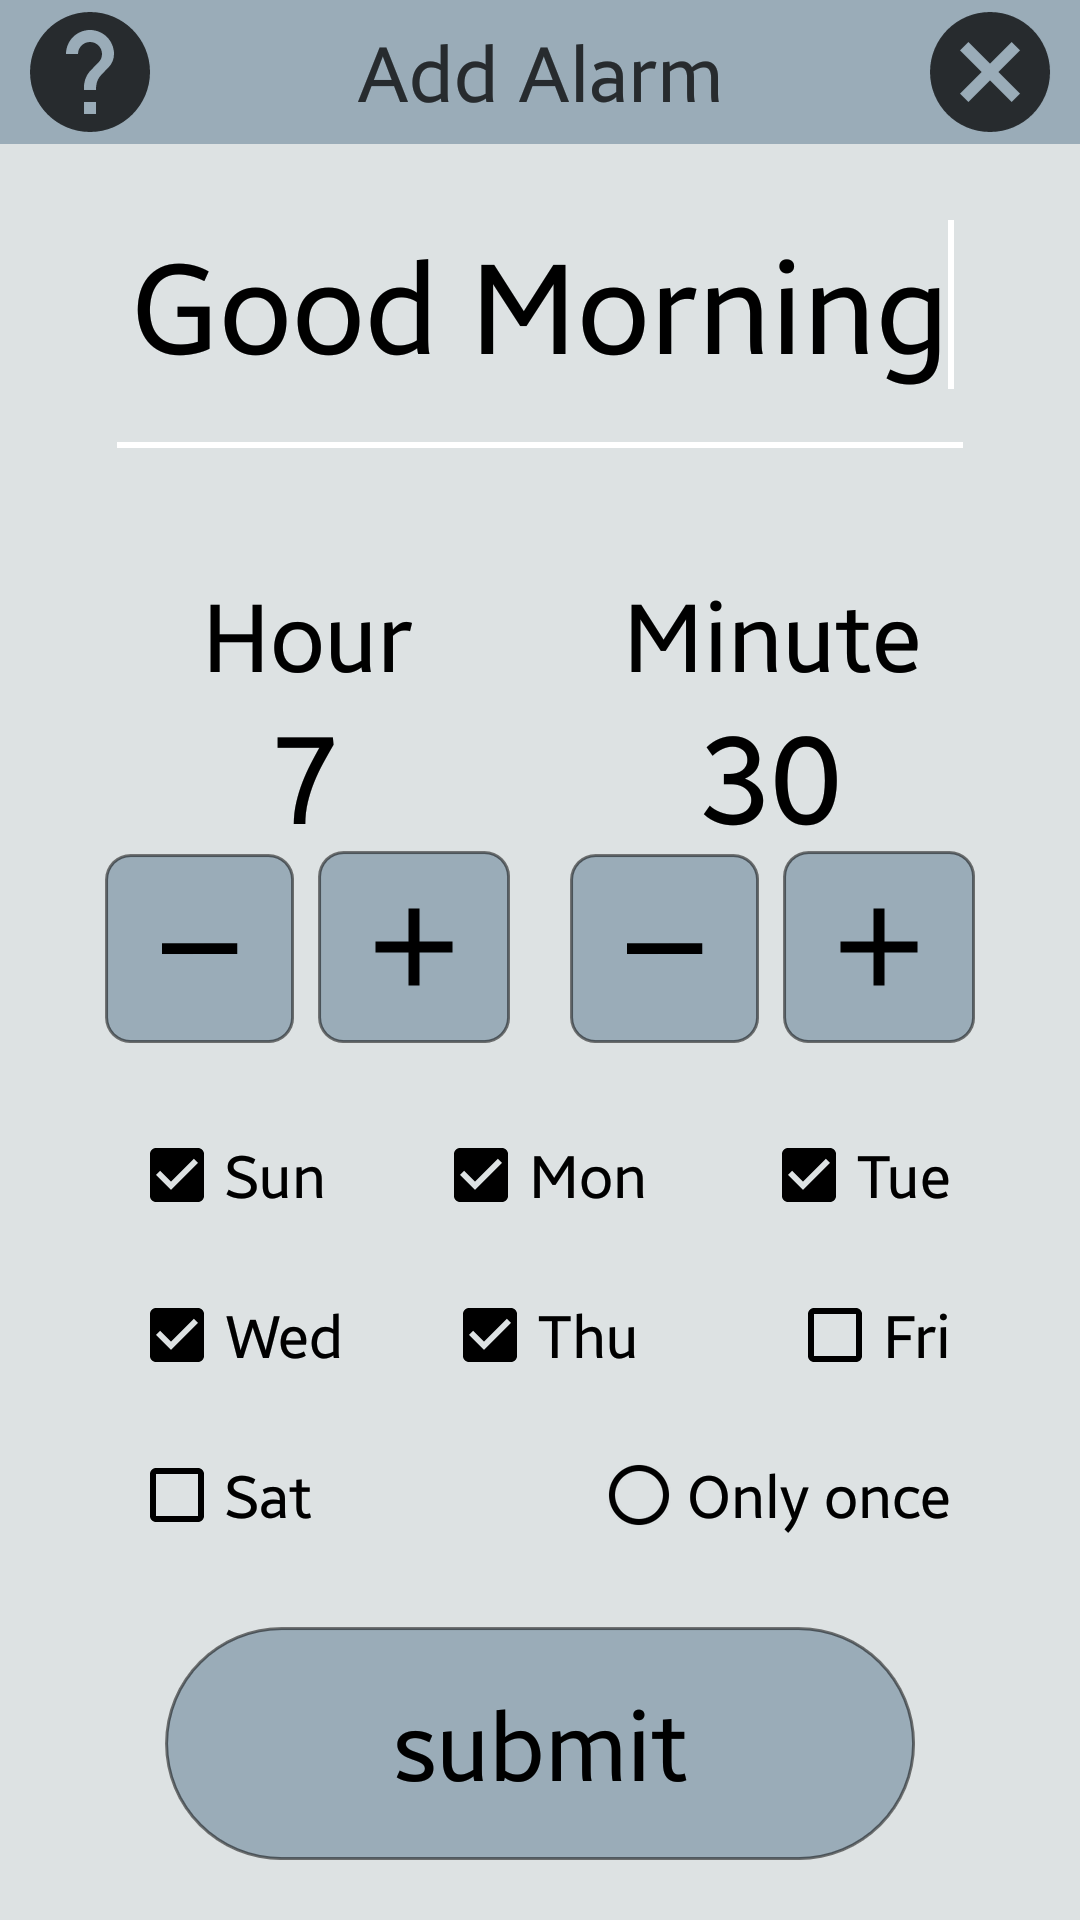 Add Alarm
Good Morning
Hour Minute
7 30
− + − +
Sun Mon Tue
Wed Thu Fri
Sat Only once
submit